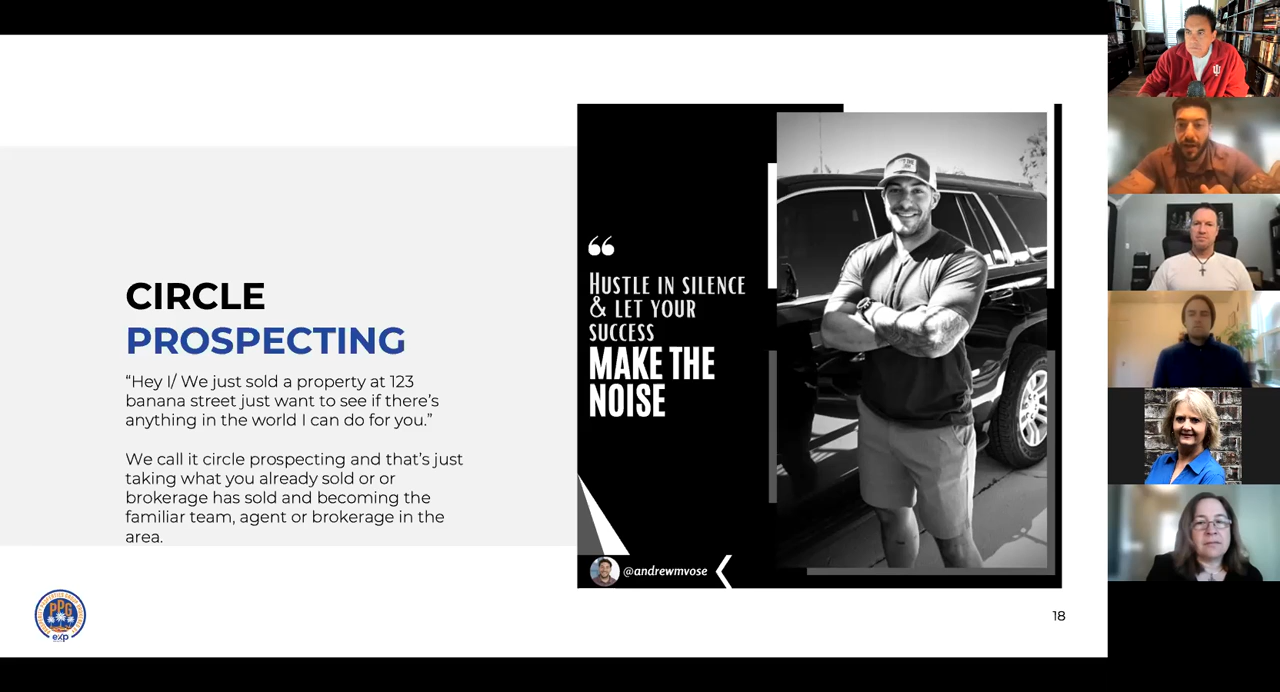 CIRCLE
PROSPECTING
“Hey I/ We just sold a property at 123
banana street just want to see if there’s
anything in the world I can do for you.”
We call it circle prospecting and that’s just
taking what you already sold or or
brokerage has sold and becoming the
familiar team, agent or brokerage in the
area.
“
HUSTLE IN SILENCE
& LET YOUR
SUCCESS
MAKE THE
NOISE
@andrewmvose
PPG
exp
18